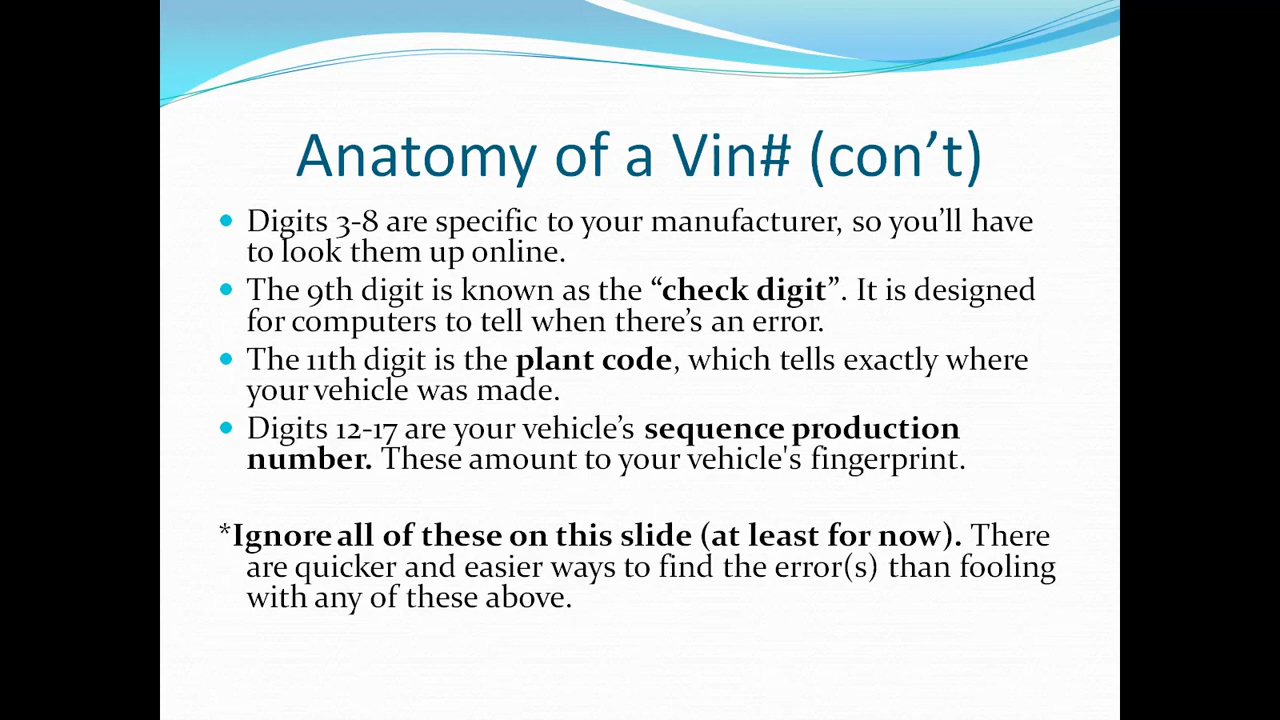 Anatomy of a Vin# (con’t)
• Digits 3-8 are specific to your manufacturer, so you’ll have
to look them up online.
• The 9th digit is known as the “check digit”. It is designed
for computers to tell when there’s an error.
• The 11th digit is the plant code, which tells exactly where
your vehicle was made.
• Digits 12-17 are your vehicle’s sequence production
number. These amount to your vehicle's fingerprint.
*Ignore all of these on this slide (at least for now). There
are quicker and easier ways to find the error(s) than fooling
with any of these above.